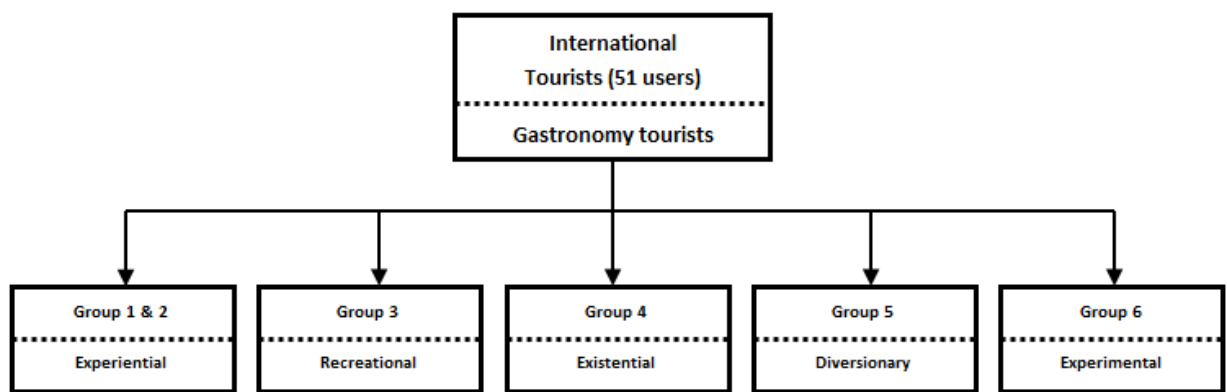 International
Tourists (51 users)
Gastronomy tourists
Group 1 & 2
Experiential
Group 3
Recreational
Group 4
Existential
Group 5
Diversionary
Group 6
Experimental